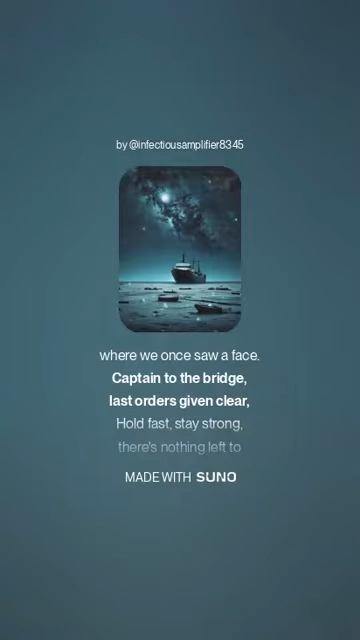 by @infectiousamplifier8345
where we once saw a face.
Captain to the bridge,
last orders given clear,
Hold fast, stay strong,
there's nothing left to
MADE WITH SUNO